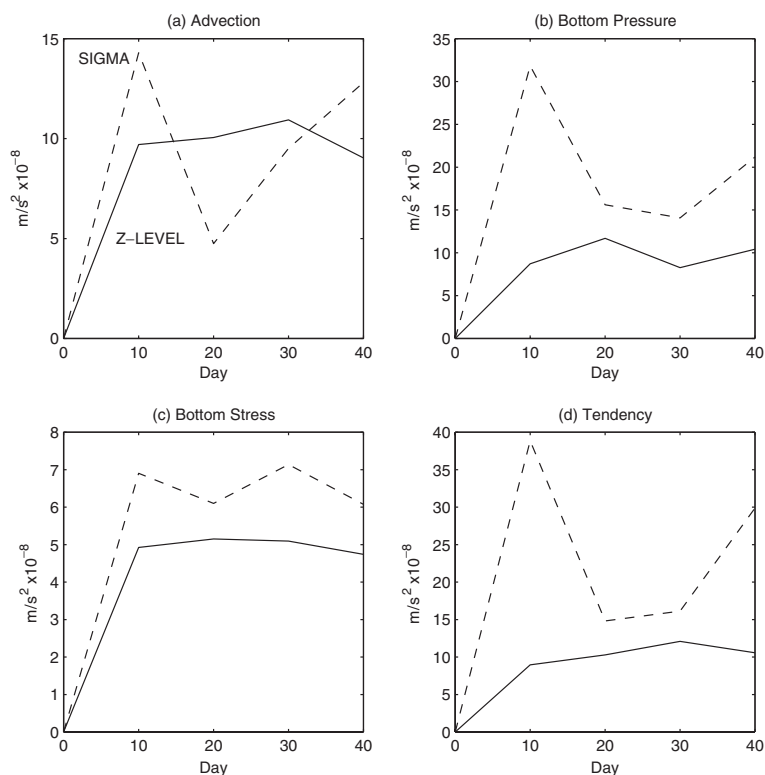 (a) Advection
15
10
5
0
m/s² x10⁻⁸
SIGMA
Z–LEVEL
0 10 20 30 40
Day
(b) Bottom Pressure
35
30
25
20
15
10
5
0
m/s² x10⁻⁸
0 10 20 30 40
Day
(c) Bottom Stress
8
7
6
5
4
3
2
1
0
m/s² x10⁻⁸
0 10 20 30 40
Day
(d) Tendency
40
35
30
25
20
15
10
5
0
m/s² x10⁻⁸
0 10 20 30 40
Day